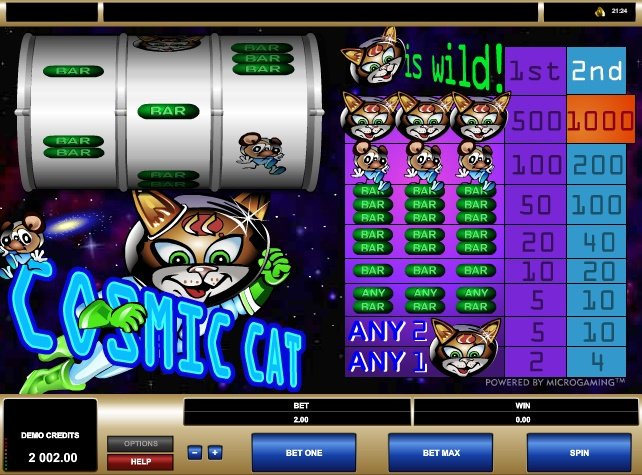 21:24
BAR
BAR
BAR
BAR
BAR
BAR
BAR
BAR
is wild!
1st 2nd
500 1000
100 200
BAR BAR BAR
BAR BAR BAR
BAR BAR BAR
50 100
BAR BAR BAR
BAR BAR BAR
20 40
BAR BAR BAR
10 20
ANY ANY ANY
BAR BAR BAR
5 10
ANY 2
5 10
ANY 1
2 4
COSMIC CAT
POWERED BY MICROGAMING™
DEMO CREDITS
2 002.00
OPTIONS
HELP
BET
2.00
WIN
0.00
- +
BET ONE
BET MAX
SPIN